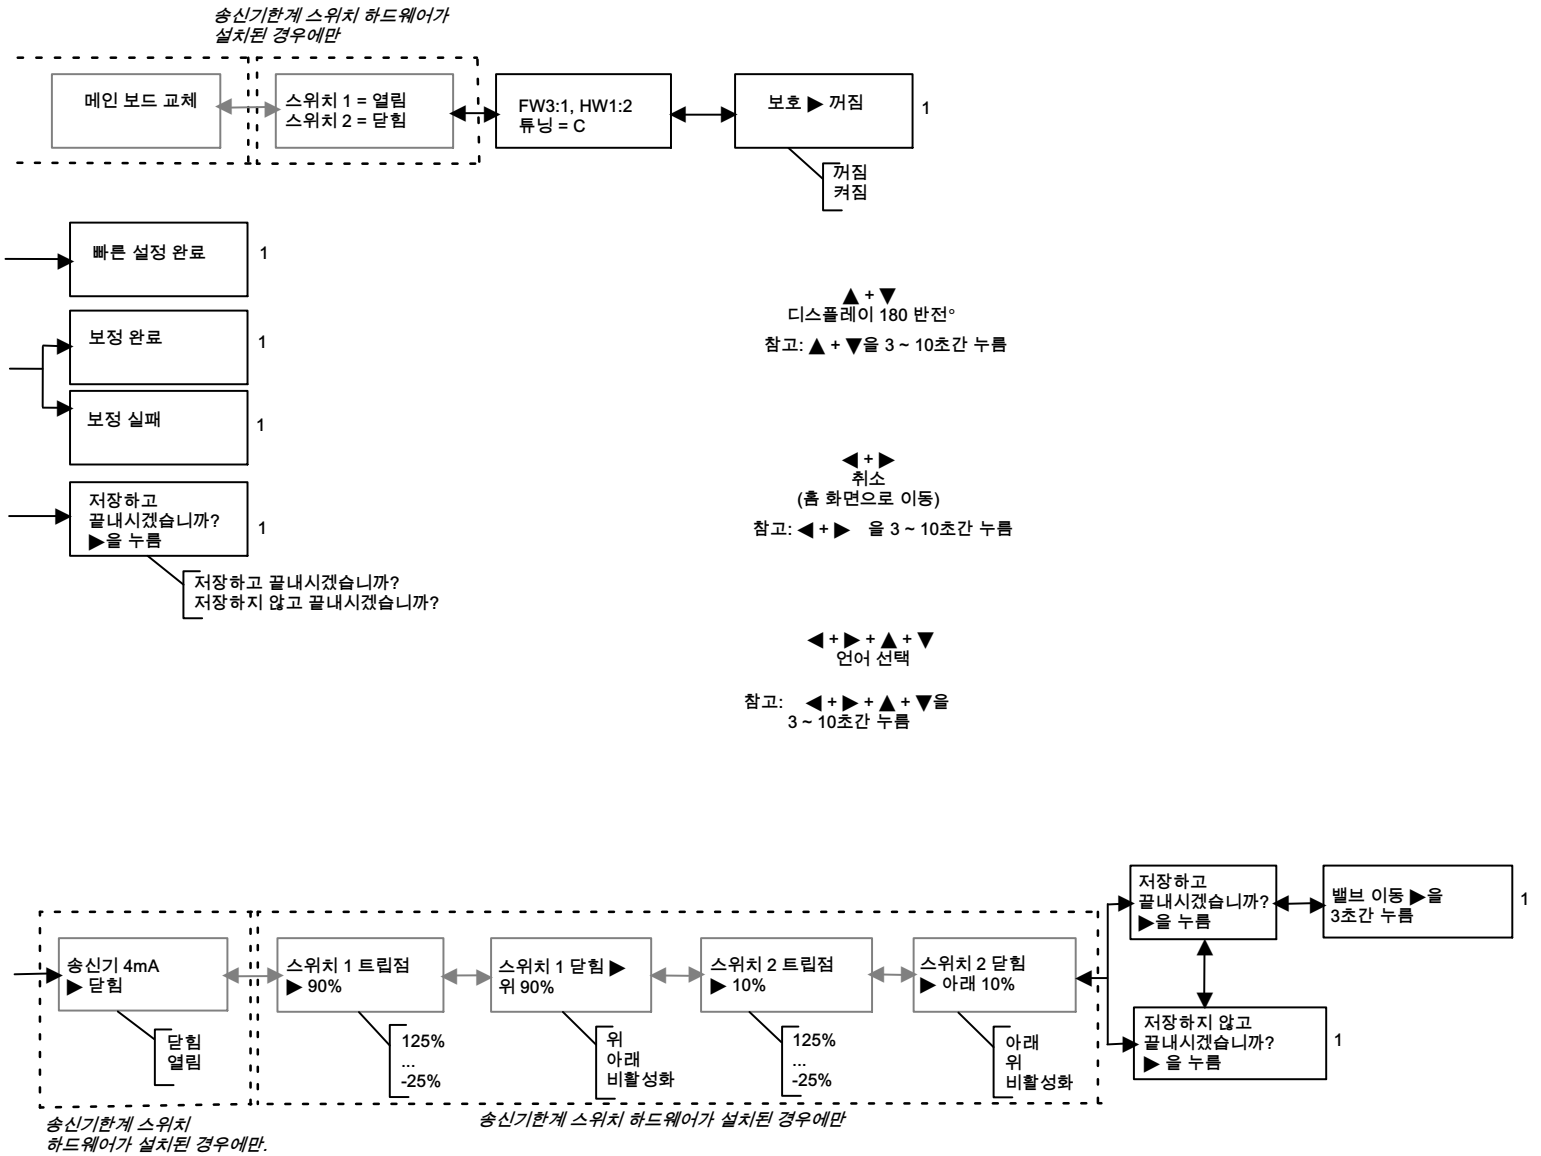 송신기한계 스위치 하드웨어가
설치된 경우에만
메인 보드 교체
스위치 1 = 열림
스위치 2 = 닫힘
FW3:1, HW1:2
튜닝 = C
보호 ▶ 꺼짐
1
꺼짐
켜짐
빠른 설정 완료
1
보정 완료
1
보정 실패
1
저장하고
끝내시겠습니까?
▶을 누름
1
저장하고 끝내시겠습니까?
저장하지 않고 끝내시겠습니까?
▲ + ▼
디스플레이 180 반전°
참고: ▲ + ▼을 3 ~ 10초간 누름
◀ + ▶
취소
(홈 화면으로 이동)
참고: ◀ + ▶ 을 3 ~ 10초간 누름
◀ + ▶ + ▲ + ▼
언어 선택
참고: ◀ + ▶ + ▲ + ▼을
3 ~ 10초간 누름
송신기 4mA
▶ 닫힘
닫힘
열림
송신기한계 스위치
하드웨어가 설치된 경우에만.
스위치 1 트립점
▶ 90%
125%
...
-25%
스위치 1 닫힘 ▶
위 90%
위
아래
비활성화
스위치 2 트립점
▶ 10%
125%
...
-25%
스위치 2 닫힘
▶ 아래 10%
아래
위
비활성화
송신기한계 스위치 하드웨어가 설치된 경우에만
저장하고
끝내시겠습니까?
▶을 누름
밸브 이동 ▶을
3초간 누름
1
저장하지 않고
끝내시겠습니까?
▶ 을 누름
1